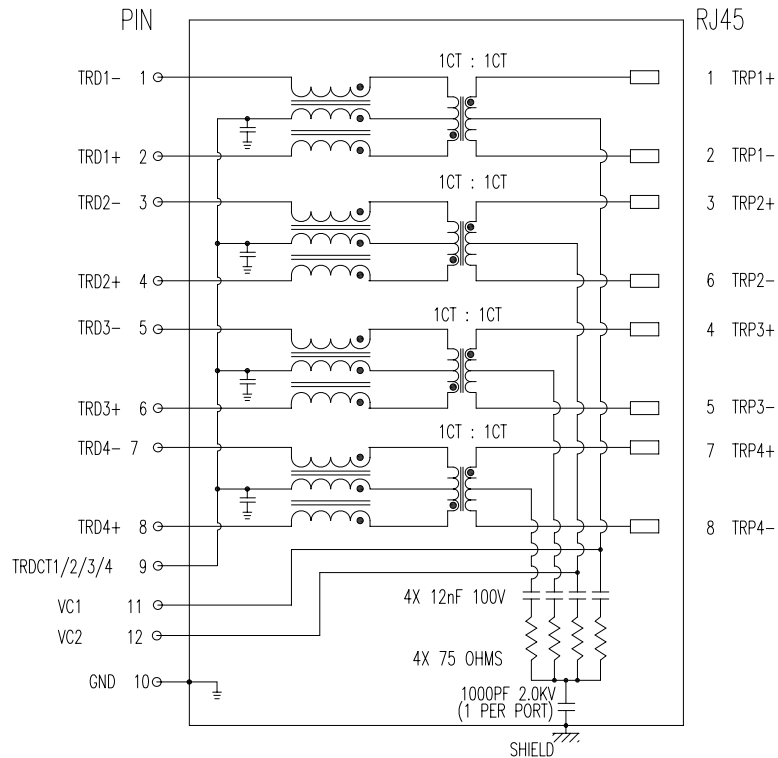 PIN RJ45
1CT : 1CT
TRD1- 1 1 TRP1+
TRD1+ 2 2 TRP1-
1CT : 1CT
TRD2- 3 3 TRP2+
TRD2+ 4 6 TRP2-
1CT : 1CT
TRD3- 5 4 TRP3+
TRD3+ 6 5 TRP3-
1CT : 1CT
TRD4- 7 7 TRP4+
TRD4+ 8 8 TRP4-
TRDCT1/2/3/4 9
VC1 11 4X 12nF 100V
VC2 12
4X 75 OHMS
GND 10
1000PF 2.0KV
(1 PER PORT)
SHIELD